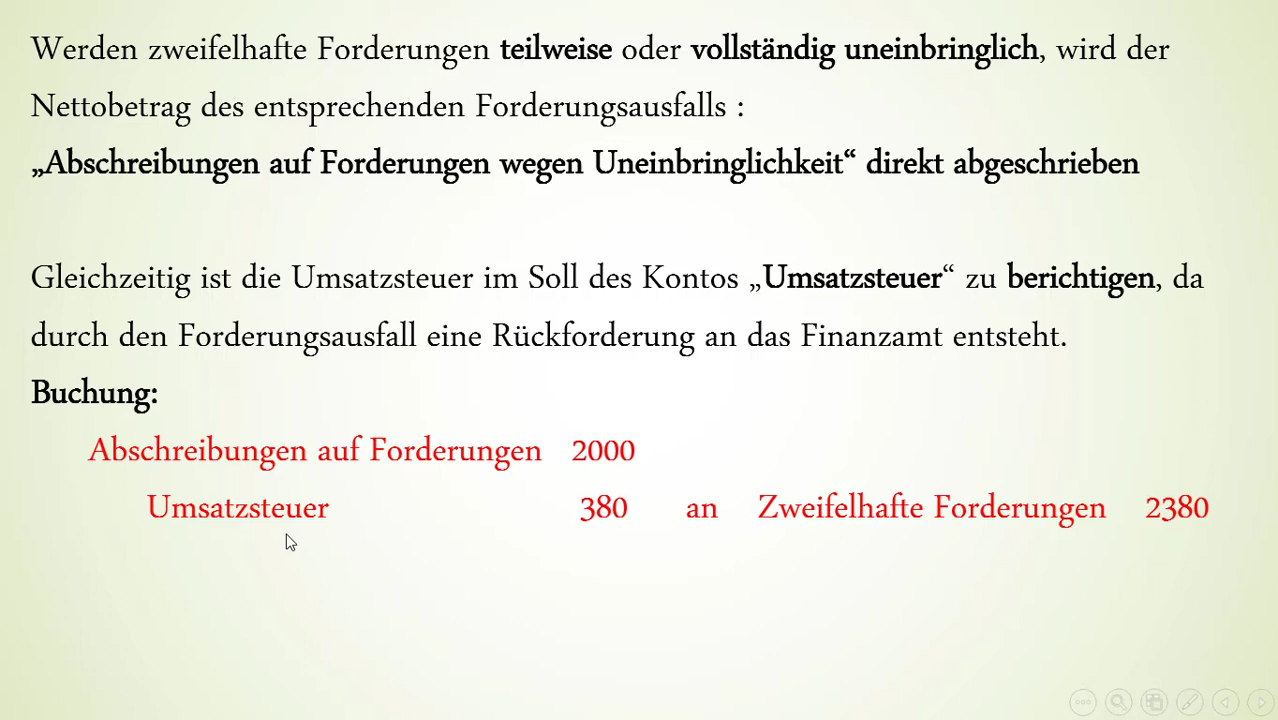 Werden zweifelhafte Forderungen teilweise oder vollständig uneinbringlich, wird der
Nettobetrag des entsprechenden Forderungsausfalls :
„Abschreibungen auf Forderungen wegen Uneinbringlichkeit“ direkt abgeschrieben
Gleichzeitig ist die Umsatzsteuer im Soll des Kontos „Umsatzsteuer“ zu berichtigen, da
durch den Forderungsausfall eine Rückforderung an das Finanzamt entsteht.
Buchung:
Abschreibungen auf Forderungen 2000
Umsatzsteuer 380 an Zweifelhafte Forderungen 2380